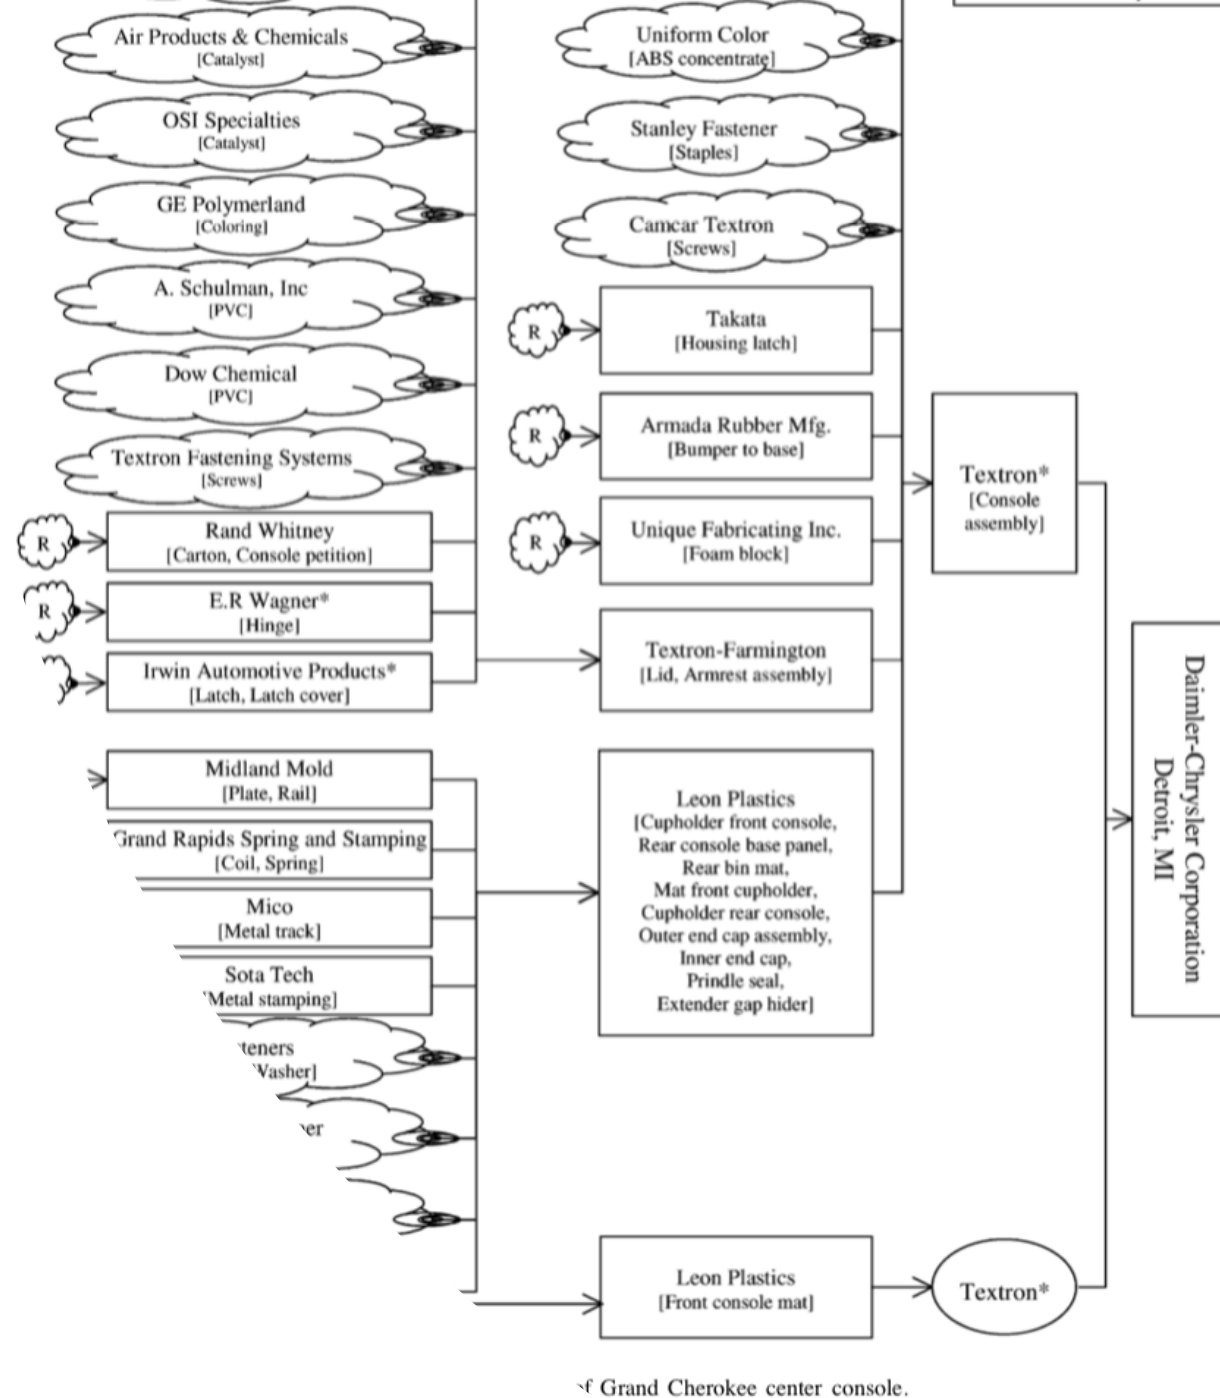 Air Products & Chemicals
[Catalyst]
OSI Specialties
[Catalyst]
GE Polymerland
[Coloring]
A. Schulman, Inc
[PVC]
Dow Chemical
[PVC]
Textron Fastening Systems
[Screws]
R
Rand Whitney
[Carton, Console petition]
R
E.R Wagner*
[Hinge]
Irwin Automotive Products*
[Latch, Latch cover]
Midland Mold
[Plate, Rail]
Grand Rapids Spring and Stamping
[Coil, Spring]
Mico
[Metal track]
Sota Tech
[Metal stamping]
Washer]
Uniform Color
[ABS concentrate]
Stanley Fastener
[Staples]
Camcar Textron
[Screws]
R
Takata
[Housing latch]
R
Armada Rubber Mfg.
[Bumper to base]
R
Unique Fabricating Inc.
[Foam block]
Textron-Farmington
[Lid, Armrest assembly]
Leon Plastics
[Cupholder front console,
Rear console base panel,
Rear bin mat,
Mat front cupholder,
Cupholder rear console,
Outer end cap assembly,
Inner end cap,
Prindle seal,
Extender gap hider]
Leon Plastics
[Front console mat]
Textron*
[Console
assembly]
Textron*
Daimler-Chrysler Corporation
Detroit, MI
Grand Cherokee center console.